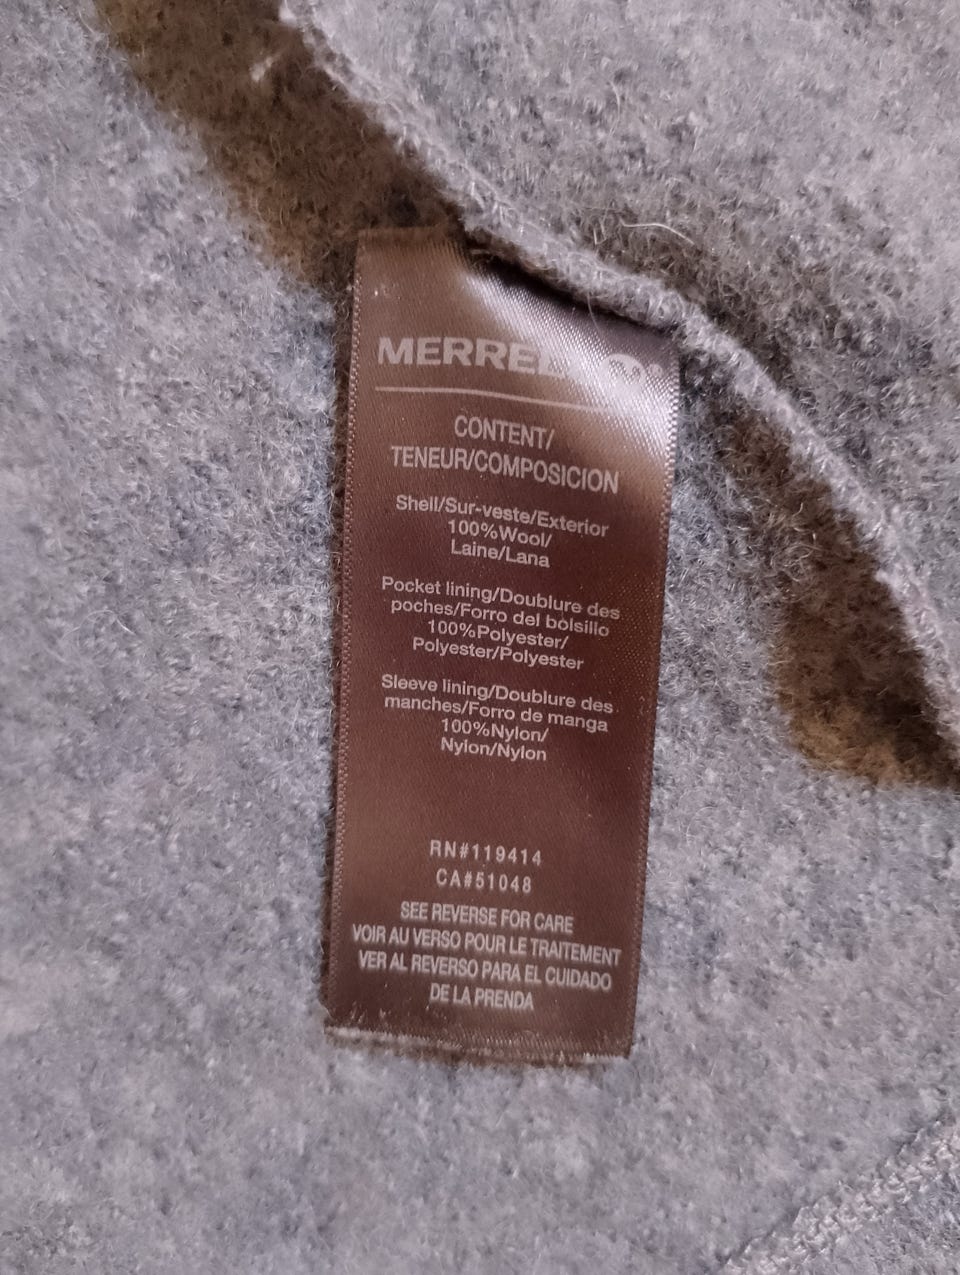 MERRELL
CONTENT/
TENEUR/COMPOSICION
Shell/Sur-veste/Exterior
100%Wool/
Laine/Lana
Pocket lining/Doublure des
poches/Forro del bolsillo
100%Polyester/
Polyester/Polyester
Sleeve lining/Doublure des
manches/Forro de manga
100%Nylon/
Nylon/Nylon
RN#119414
CA#51048
SEE REVERSE FOR CARE
VOIR AU VERSO POUR LE TRAITEMENT
VER AL REVERSO PARA EL CUIDADO
DE LA PRENDA